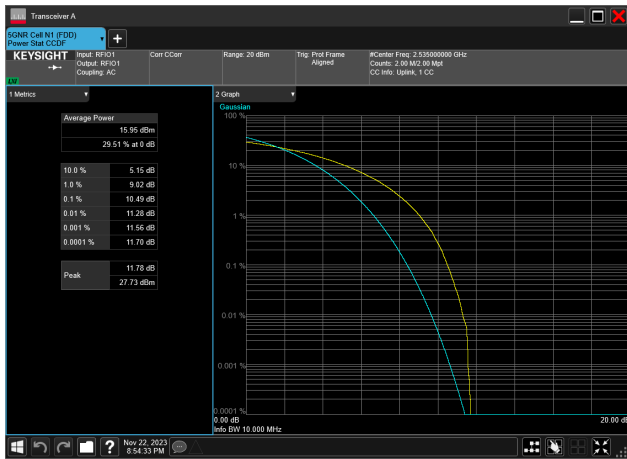 Transceiver A
5GNR Cell N1 (FDD)
Power Stat CCDF
KEYSIGHT
Input: RFIO1
Output: RFIO1
Coupling: AC
Corr CCorr
Range: 20 dBm
Trig: Prot Frame
Aligned
#Center Freq: 2.535000000 GHz
Counts: 2.00 M/2.00 Mpt
CC Info: Uplink, 1 CC
1 Metrics
Average Power
15.95 dBm
29.51 % at 0 dB
10.0 % 5.15 dB
1.0 % 9.02 dB
0.1 % 10.49 dB
0.01 % 11.28 dB
0.001 % 11.56 dB
0.0001 % 11.70 dB
Peak 11.78 dB
27.73 dBm
2 Graph
Gaussian
100 %
10 %
1 %
0.1 %
0.01 %
0.001 %
0.0001 %
0.00 dB
20.00 dB
Info BW 10.000 MHz
Nov 22, 2023
8:54:33 PM